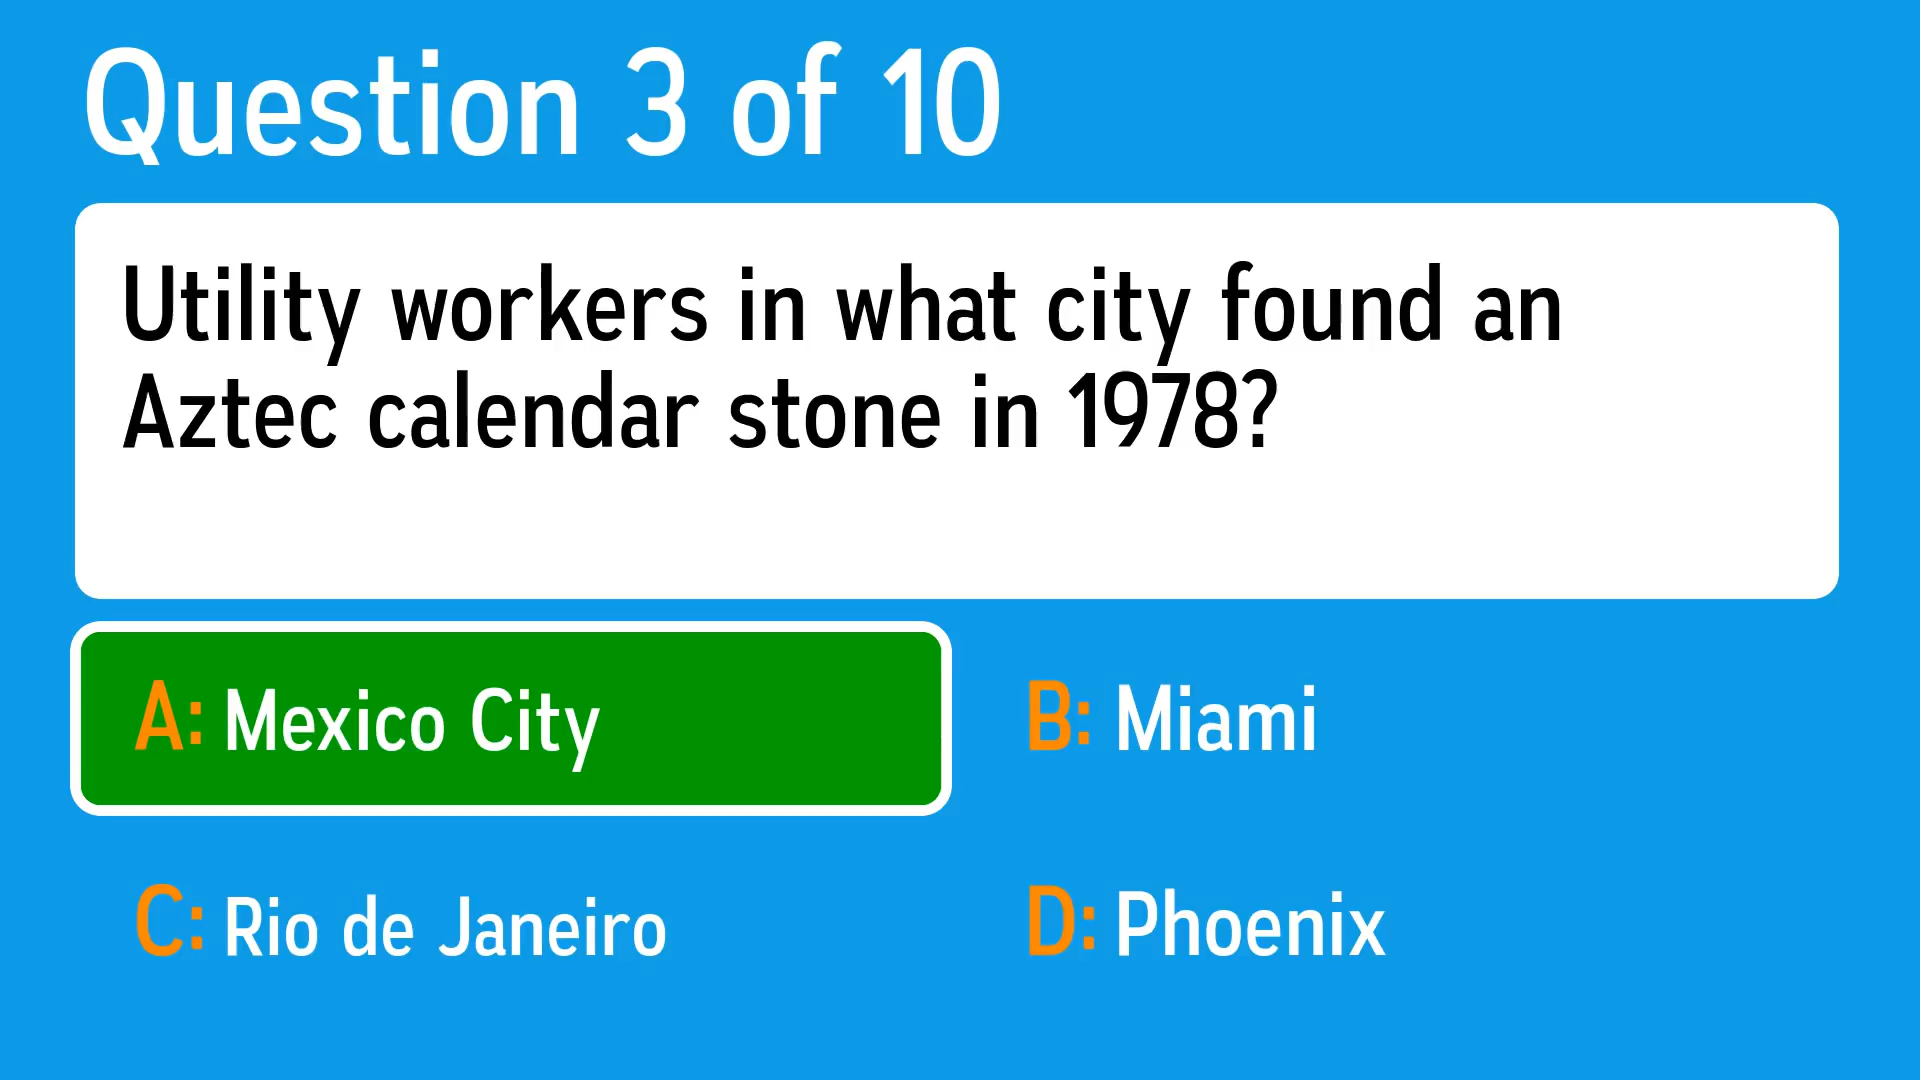 Question 3 of 10
Utility workers in what city found an
Aztec calendar stone in 1978?
A: Mexico City
B: Miami
C: Rio de Janeiro
D: Phoenix